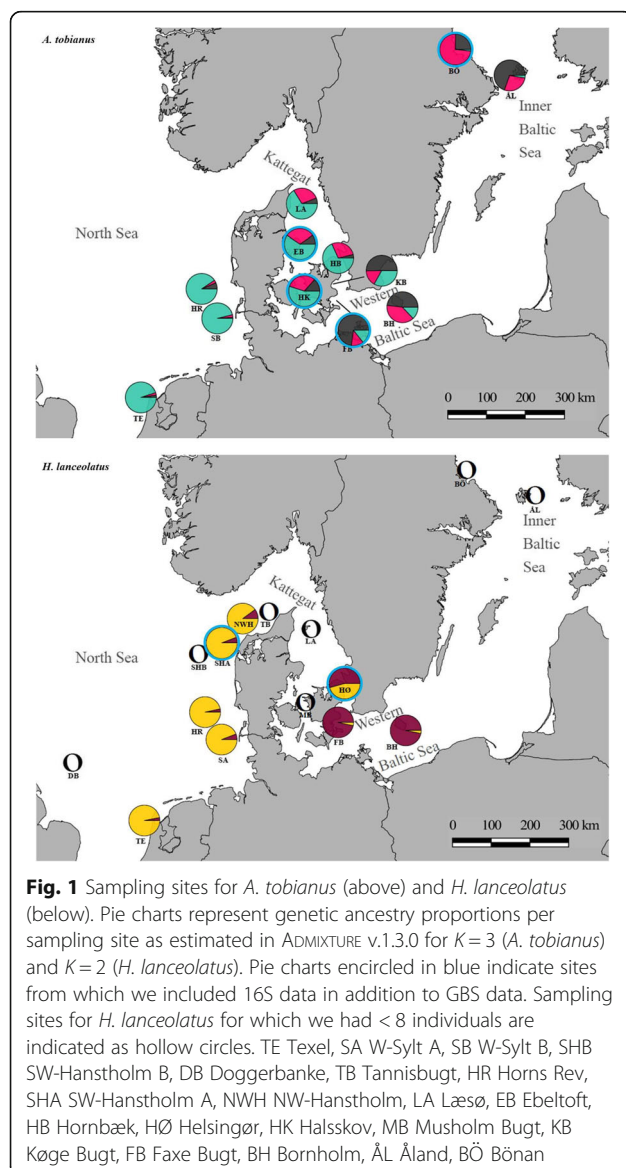 A. tobianus
BÖ
ÅL
Inner
Baltic
Sea
Kattegat
LA
North Sea
EB
HB
KB
HK
Western
HR
BH
SB
FB
Baltic Sea
TE
0 100 200 300 km
H. lanceolatus
BÖ
ÅL
Inner
Baltic
Sea
Kattegat
NWH
TB
LA
North Sea
SHB
SHA
HØ
MB
Western
HR
FB
BH
SA
Baltic Sea
DB
TE
0 100 200 300 km
Fig. 1 Sampling sites for A. tobianus (above) and H. lanceolatus
(below). Pie charts represent genetic ancestry proportions per
sampling site as estimated in ADMIXTURE v.1.3.0 for K = 3 (A. tobianus)
and K = 2 (H. lanceolatus). Pie charts encircled in blue indicate sites
from which we included 16S data in addition to GBS data. Sampling
sites for H. lanceolatus for which we had < 8 individuals are
indicated as hollow circles. TE Texel, SA W-Sylt A, SB W-Sylt B, SHB
SW-Hanstholm B, DB Doggerbanke, TB Tannisbugt, HR Horns Rev,
SHA SW-Hanstholm A, NWH NW-Hanstholm, LA Læsø, EB Ebeltoft,
HB Hornbæk, HØ Helsingør, HK Halsskov, MB Musholm Bugt, KB
Køge Bugt, FB Faxe Bugt, BH Bornholm, ÅL Åland, BÖ Bönan